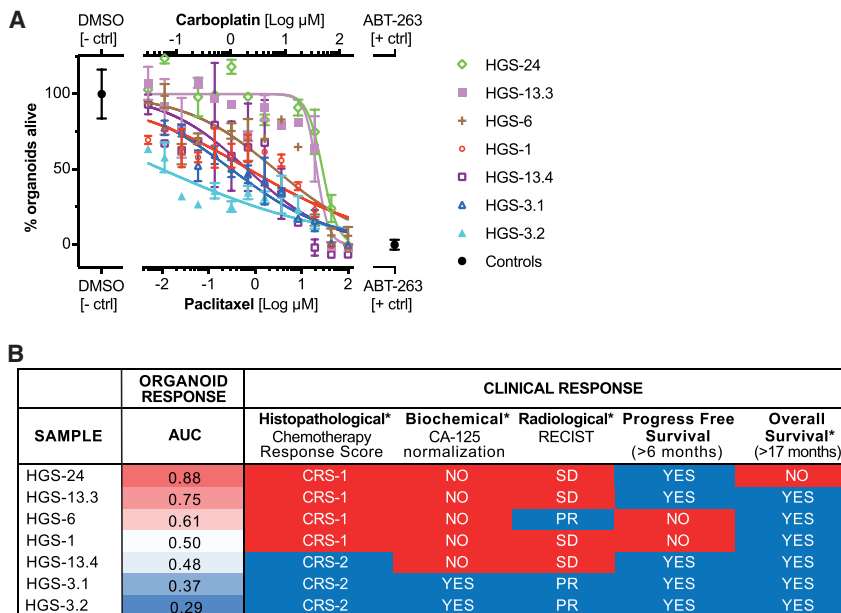 A
DMSO
[- ctrl]
Carboplatin [Log µM]
ABT-263
[+ ctrl]
-1 0 1 2
% organoids alive
100
50
0
HGS-24
HGS-13.3
HGS-6
HGS-1
HGS-13.4
HGS-3.1
HGS-3.2
Controls
-2 -1 0 1 2
DMSO
[- ctrl]
Paclitaxel [Log µM]
ABT-263
[+ ctrl]
B
ORGANOID
RESPONSE
CLINICAL RESPONSE
SAMPLE
AUC
Histopathological*
Chemotherapy
Response Score
Biochemical*
CA-125
normalization
Radiological*
RECIST
Progress Free
Survival
(>6 months)
Overall
Survival*
(>17 months)
HGS-24 0.88 CRS-1 NO SD YES NO
HGS-13.3 0.75 CRS-1 NO SD YES YES
HGS-6 0.61 CRS-1 NO PR NO YES
HGS-1 0.50 CRS-1 NO SD NO YES
HGS-13.4 0.48 CRS-2 NO SD YES YES
HGS-3.1 0.37 CRS-2 YES PR YES YES
HGS-3.2 0.29 CRS-2 YES PR YES YES